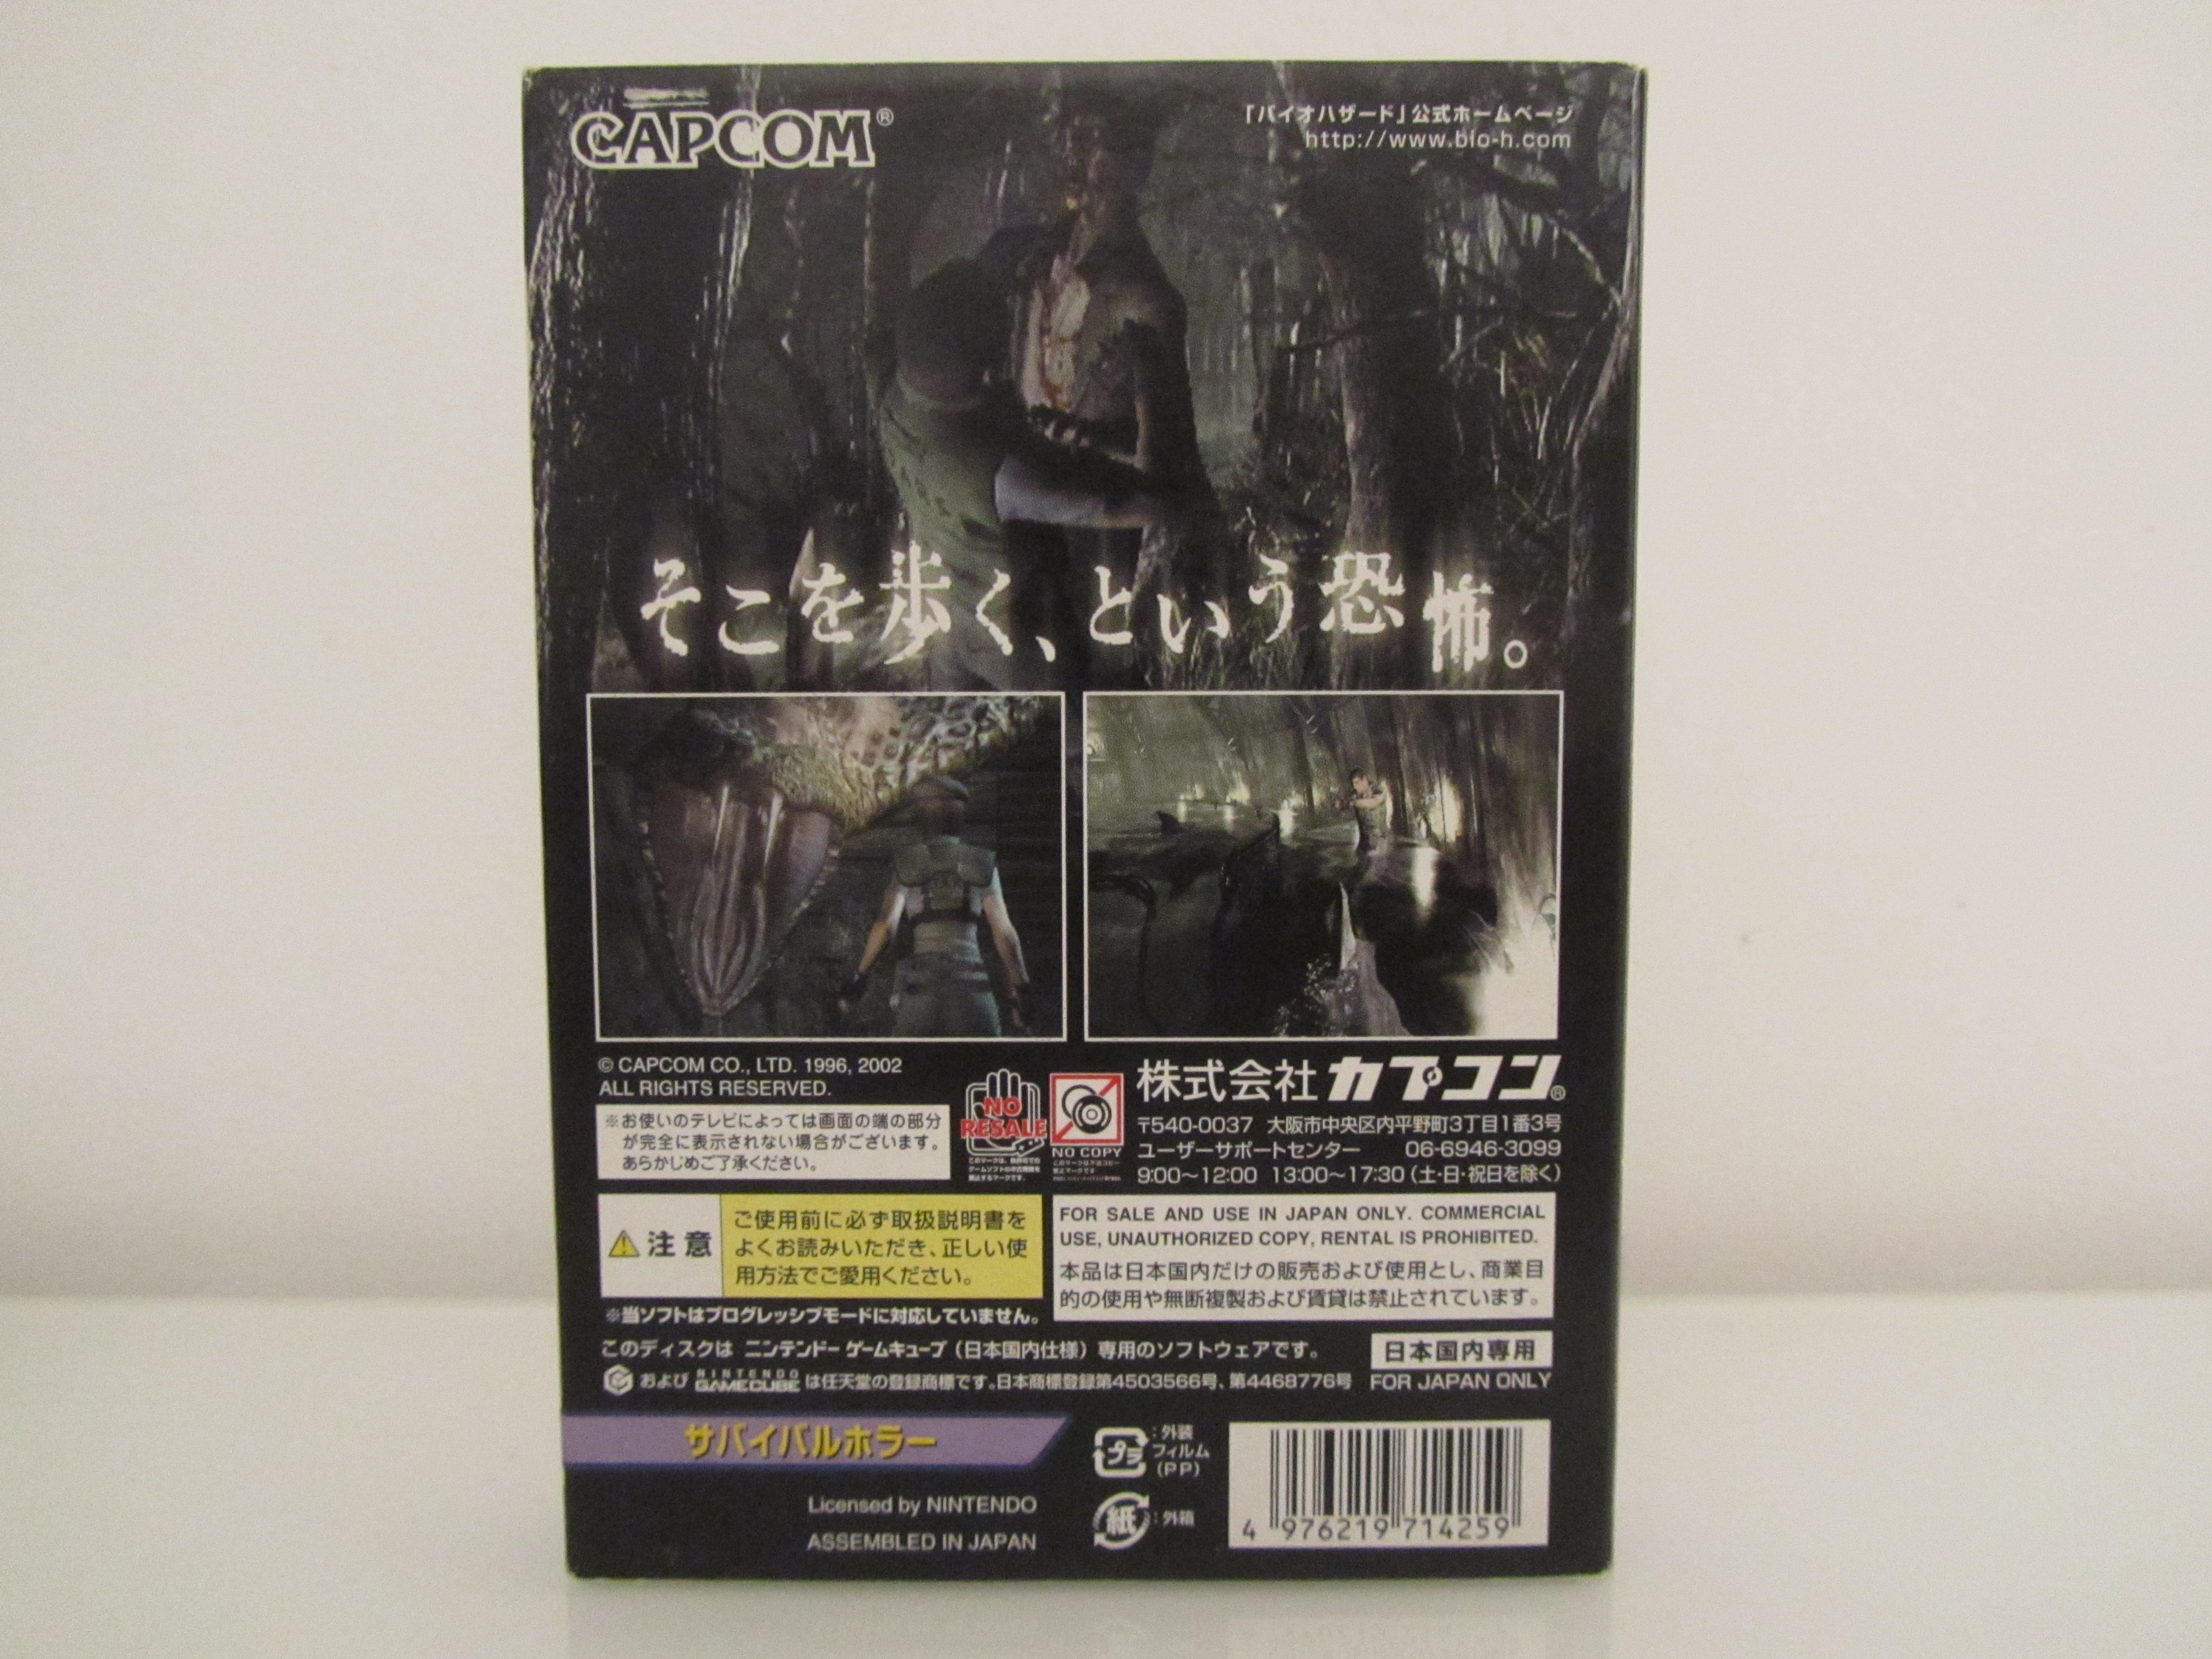 CAPCOM®
「バイオハザード」公式ホームページ
http://www.bio-h.com
そこを歩く、という恐怖。
© CAPCOM CO., LTD. 1996, 2002
ALL RIGHTS RESERVED.
※お使いのテレビによっては画面の端の部分
が完全に表示されない場合がございます。
あらかじめご了承ください。
NO
RESALE
NO COPY
株式会社カプコン®
〒540-0037 大阪市中央区内平野町3丁目1番3号
ユーザーサポートセンター 06-6946-3099
9:00〜12:00 13:00〜17:30(土・日・祝日を除く)
注意
ご使用前に必ず取扱説明書を
よくお読みいただき、正しい使
用方法でご愛用ください。
FOR SALE AND USE IN JAPAN ONLY. COMMERCIAL
USE, UNAUTHORIZED COPY, RENTAL IS PROHIBITED.
本品は日本国内だけの販売および使用とし、商業目
的の使用や無断複製および賃貸は禁止されています。
※当ソフトはプログレッシブモードに対応していません。
このディスクは ニンテンドー ゲームキューブ(日本国内仕様)専用のソフトウェアです。
および NINTENDO GAMECUBE は任天堂の登録商標です。日本商標登録第4503566号、第4468776号
日本国内専用
FOR JAPAN ONLY
サバイバルホラー
Licensed by NINTENDO
ASSEMBLED IN JAPAN
プラ :外装
フィルム
(PP)
紙 :外箱
4 976219 714259